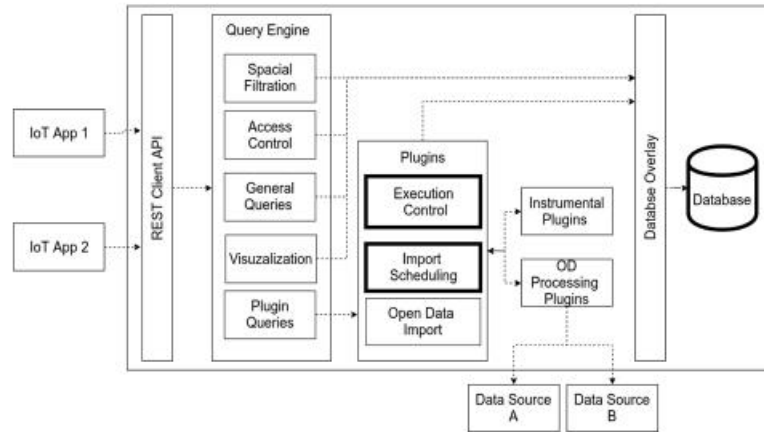 Query Engine
Spacial
Filtration
Access
Control
General
Queries
Visuzalization
Plugin
Queries
IoT App 1
IoT App 2
REST Client API
Plugins
Execution
Control
Import
Scheduling
Open Data
Import
Instrumental
Plugins
OD
Processing
Plugins
Databse Overlay
Database
Data Source
A
Data Source
B